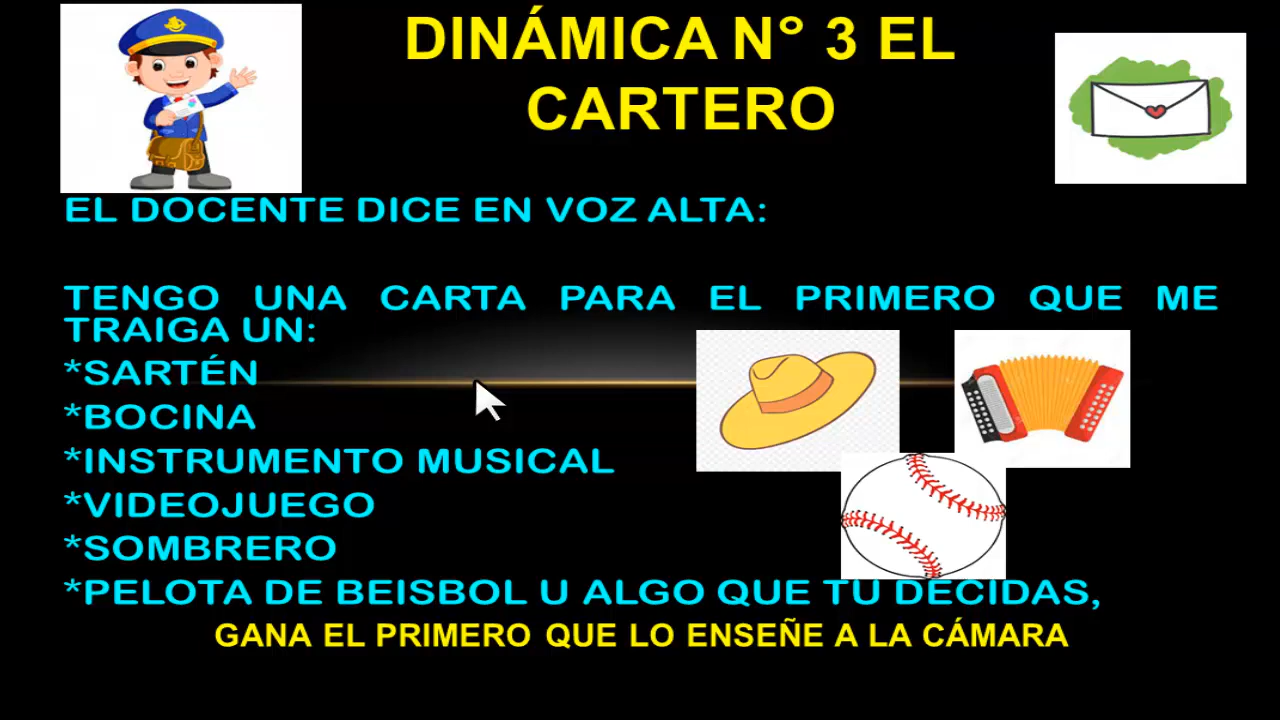 DINÁMICA N° 3 EL
CARTERO
EL DOCENTE DICE EN VOZ ALTA:
TENGO UNA CARTA PARA EL PRIMERO QUE ME
TRAIGA UN:
*SARTÉN
*BOCINA
*INSTRUMENTO MUSICAL
*VIDEOJUEGO
*SOMBRERO
*PELOTA DE BEISBOL U ALGO QUE TU DECIDAS,
GANA EL PRIMERO QUE LO ENSEÑE A LA CÁMARA